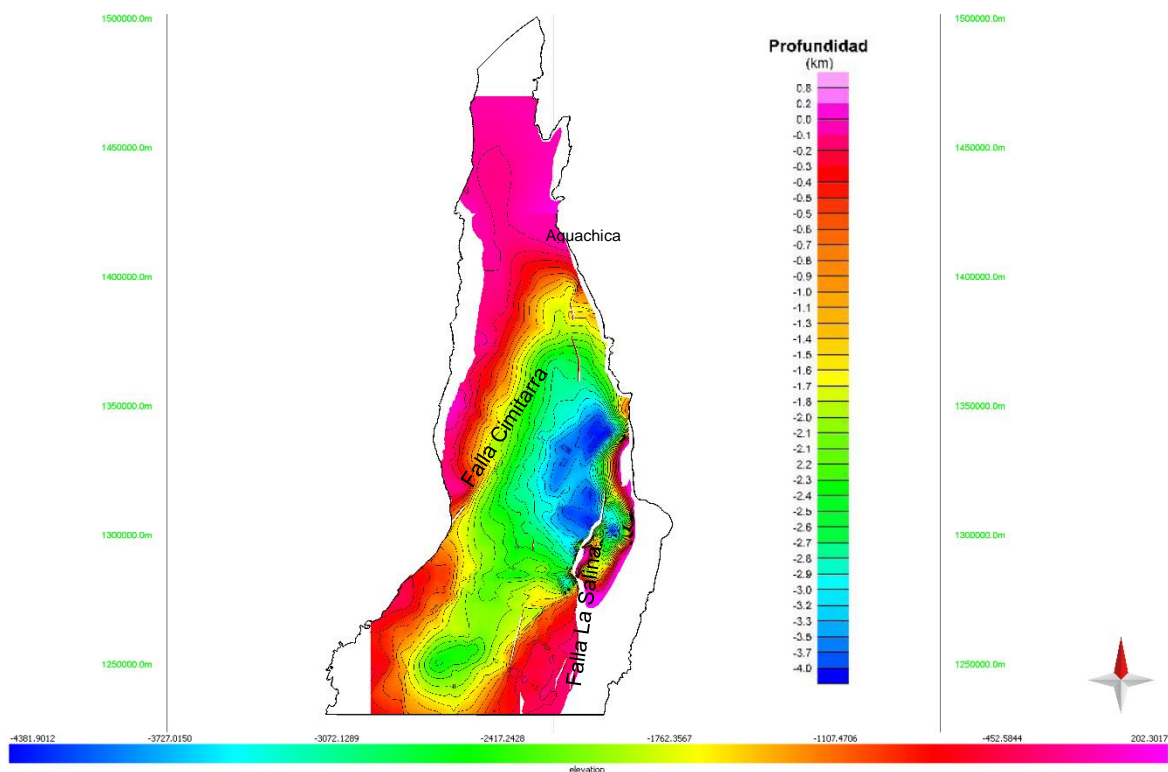 1500000.0m
1500000.0m
Profundidad
(km)
0.8
0.2
0.0
-0.1
-0.2
-0.3
-0.4
-0.5
-0.6
-0.7
-0.8
-0.9
-1.0
-1.1
-1.3
-1.4
-1.5
-1.6
-1.7
-1.8
-2.0
-2.1
-2.1
-2.2
-2.3
-2.4
-2.5
-2.6
-2.7
-2.8
-2.9
-3.0
-3.2
-3.3
-3.5
-3.7
-4.0
1450000.0m
1450000.0m
Aquachica
1400000.0m
1400000.0m
1350000.0m
1350000.0m
Falla Cimitarra
1300000.0m
1300000.0m
Falla La Salina
1250000.0m
1250000.0m
-4381.9012 -3727.0150 -3072.1289 -2417.2428 -1762.3567 -1107.4706 -452.5844 202.3017
elevation